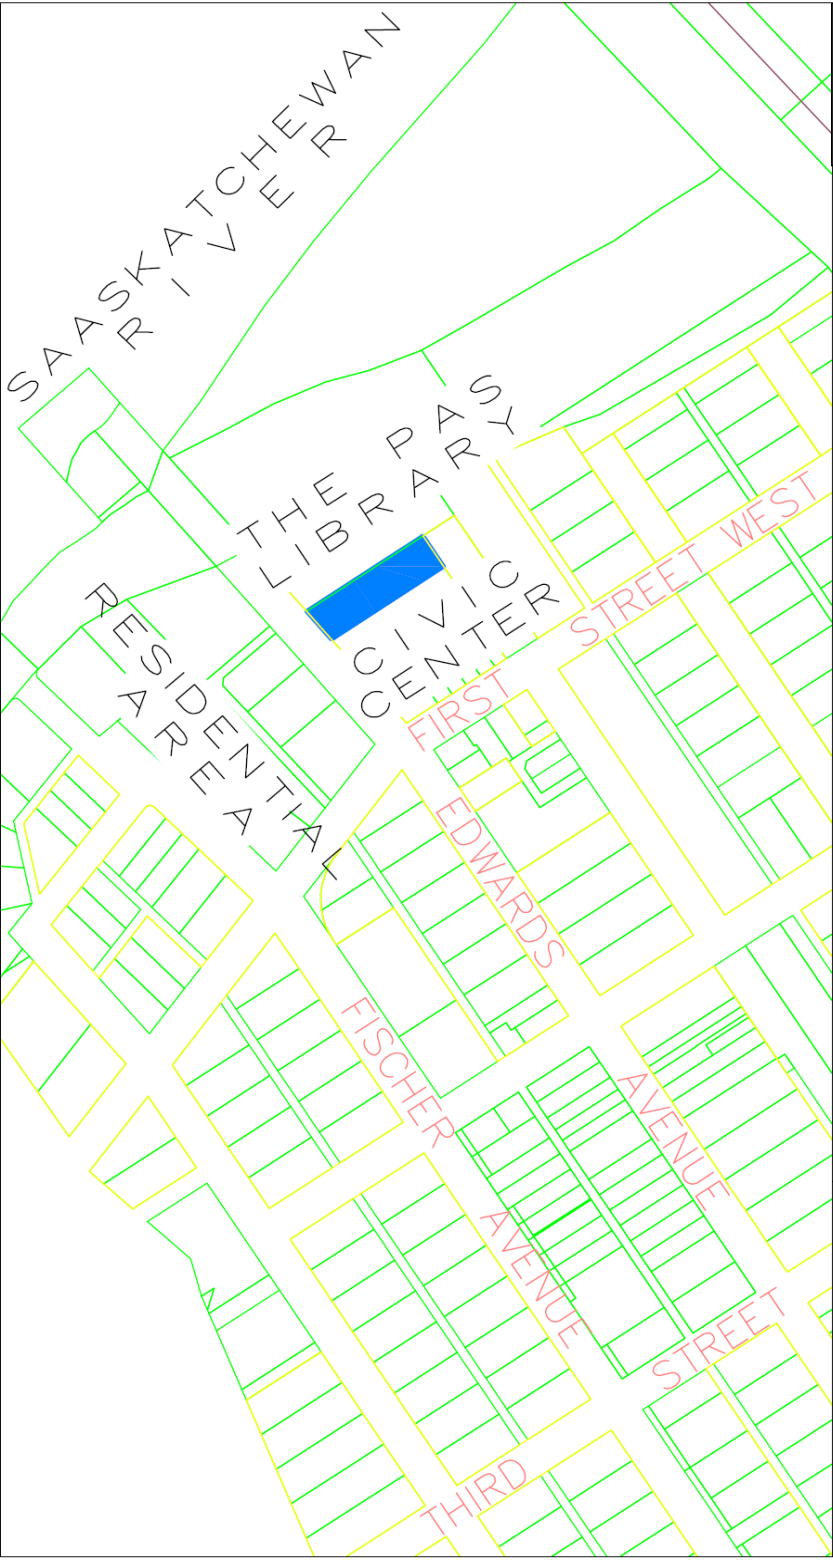 SAASKATCHEWAN
RIVER
THE PAS
LIBRARY
CIVIC
CENTER
RESIDENTIAL
AREA
FIRST STREET WEST
EDWARDS AVENUE
FISCHER AVENUE
THIRD STREET